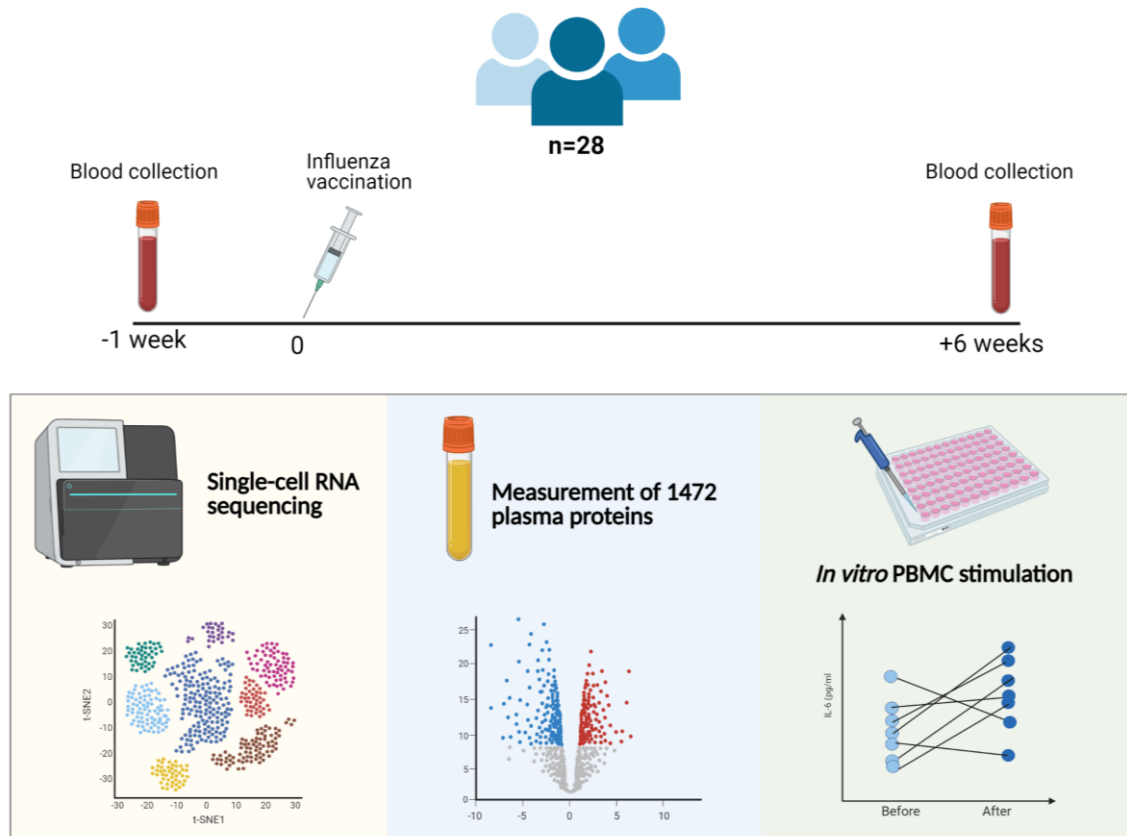 n=28
Blood collection
Influenza
vaccination
Blood collection
-1 week
0
+6 weeks
Single-cell RNA
sequencing
t-SNE2
30
20
10
0
-10
-20
-30
-30 -20 -10 0 10 20 30
t-SNE1
Measurement of 1472
plasma proteins
25
20
15
10
5
0
-10 -5 0 5 10
In vitro PBMC stimulation
IL-6 (pg/ml
Before After